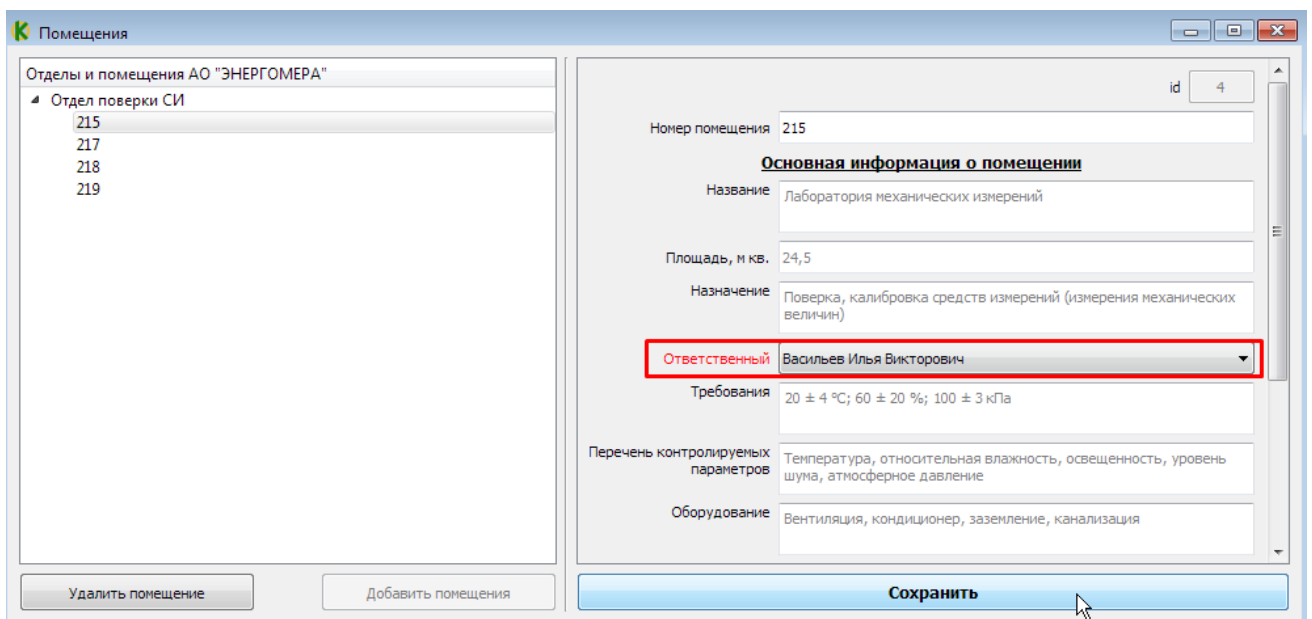 Помещения
Отделы и помещения АО "ЭНЕРГОМЕРА"
Отдел поверки СИ
215
217
218
219
Удалить помещение
Добавить помещения
id 4
Номер помещения 215
Основная информация о помещении
Название Лаборатория механических измерений
Площадь, м кв. 24,5
Назначение Поверка, калибровка средств измерений (измерения механических
величин)
Ответственный Васильев Илья Викторович
Требования 20 ± 4 °C; 60 ± 20 %; 100 ± 3 кПа
Перечень контролируемых
параметров
Температура, относительная влажность, освещенность, уровень
шума, атмосферное давление
Оборудование Вентиляция, кондиционер, заземление, канализация
Сохранить